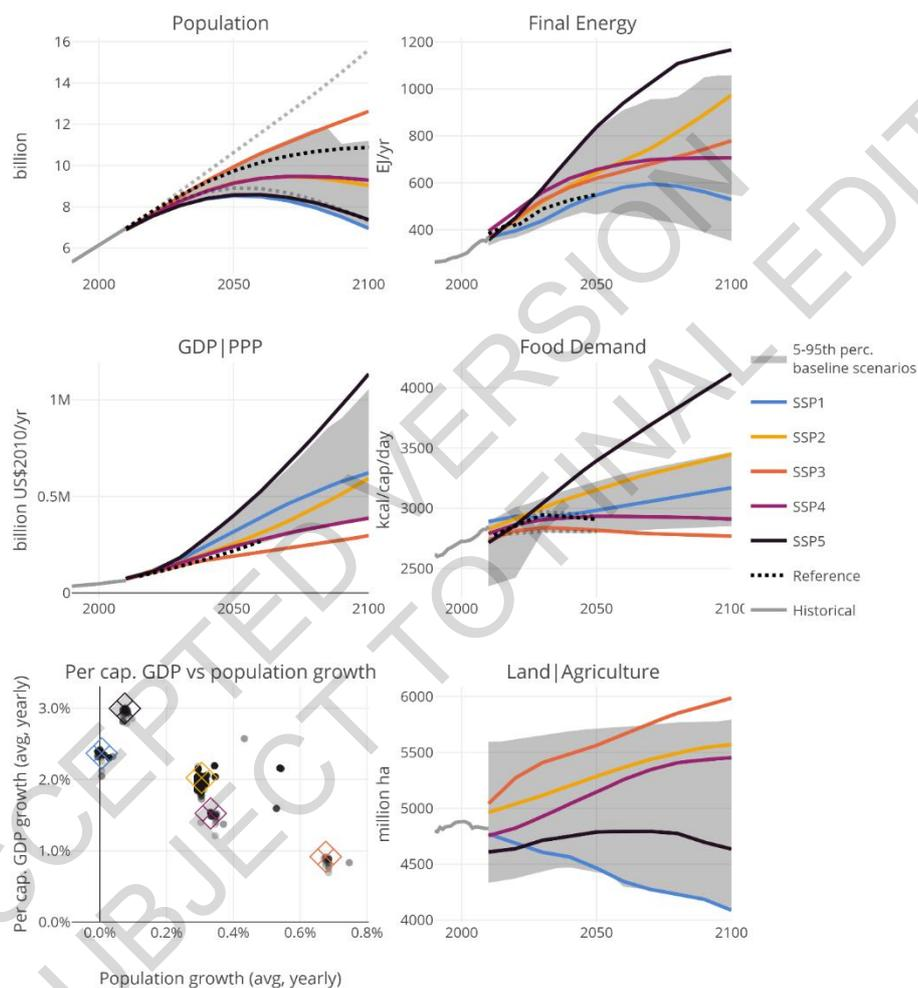 Population
16
14
12
10
8
6
billion
2000
2050
2100
Final Energy
1200
1000
800
600
400
EJ/yr
2000
2050
2100
GDP|PPP
1M
0.5M
0
billion US$2010/yr
2000
2050
2100
Food Demand
4000
3500
3000
2500
kcal/cap/day
2000
2050
210
5-95th perc.
baseline scenarios
SSP1
SSP2
SSP3
SSP4
SSP5
Reference
Historical
Per cap. GDP vs population growth
3.0%
2.0%
1.0%
0.0%
Per cap. GDP growth (avg, yearly)
0.0%
0.2%
0.4%
0.6%
0.8%
Population growth (avg, yearly)
Land|Agriculture
6000
5500
5000
4500
4000
million ha
2000
2050
2100
CCEPTED VERSION
UBJECT TO FINAL EDIT